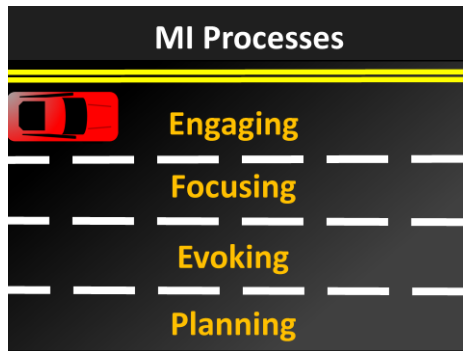 MI Processes
Engaging
Focusing
Evoking
Planning